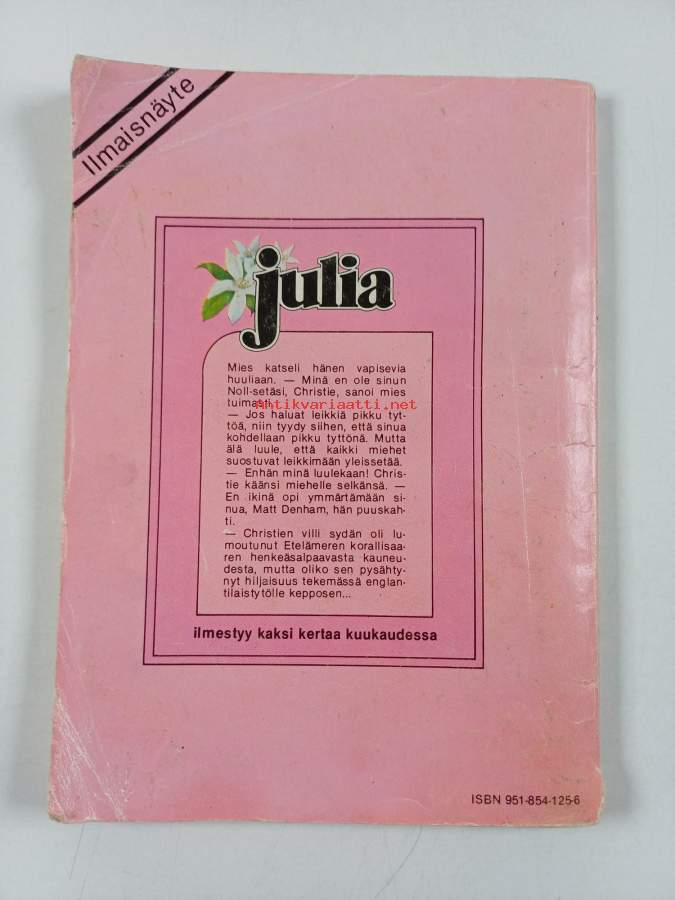 Ilmaisnäyte
julia
Mies katseli hänen vapisevia
huuliaan. — Minä en ole sinun
Noll-setäsi, Christie, sanoi mies
tuimasti.
Antikvariaatti.net
— Jos haluat leikkiä pikku tyt-
töä, niin tyydy siihen, että sinua
kohdellaan pikku tyttönä. Mutta
älä luule, että kaikki miehet
suostuvat leikkimään yleissetää.
— Enhän minä luulekaan! Chris-
tie käänsi miehelle selkänsä. —
En ikinä opi ymmärtämään si-
nua, Matt Denham, hän puuskah-
ti.
— Christien villi sydän oli lu-
moutunut Etelämeren korallisaa-
ren henkeäsalpaavasta kauneu-
desta, mutta oliko sen pysähty-
nyt hiljaisuus tekemässä englan-
tilaistytölle kepposen...
ilmestyy kaksi kertaa kuukaudessa
ISBN 951-854-125-6